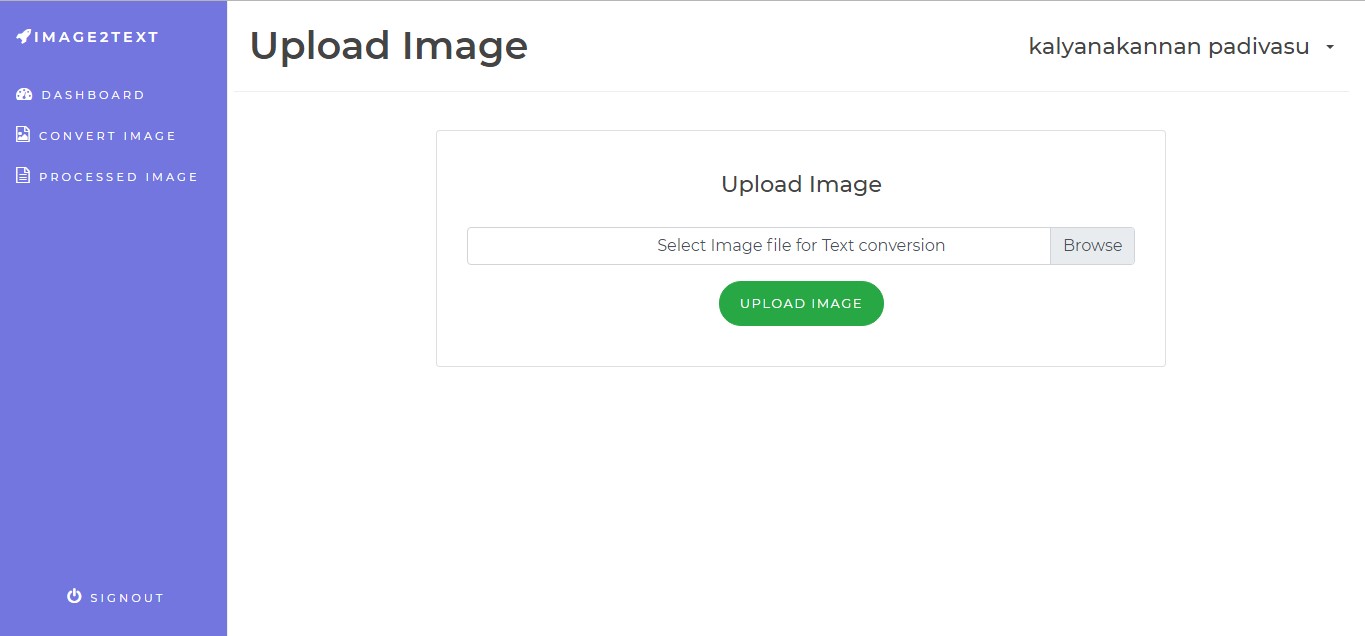 IMAGE2TEXT
DASHBOARD
CONVERT IMAGE
PROCESSED IMAGE
SIGNOUT
Upload Image
kalyanakannan padivasu
Upload Image
Select Image file for Text conversion
Browse
UPLOAD IMAGE